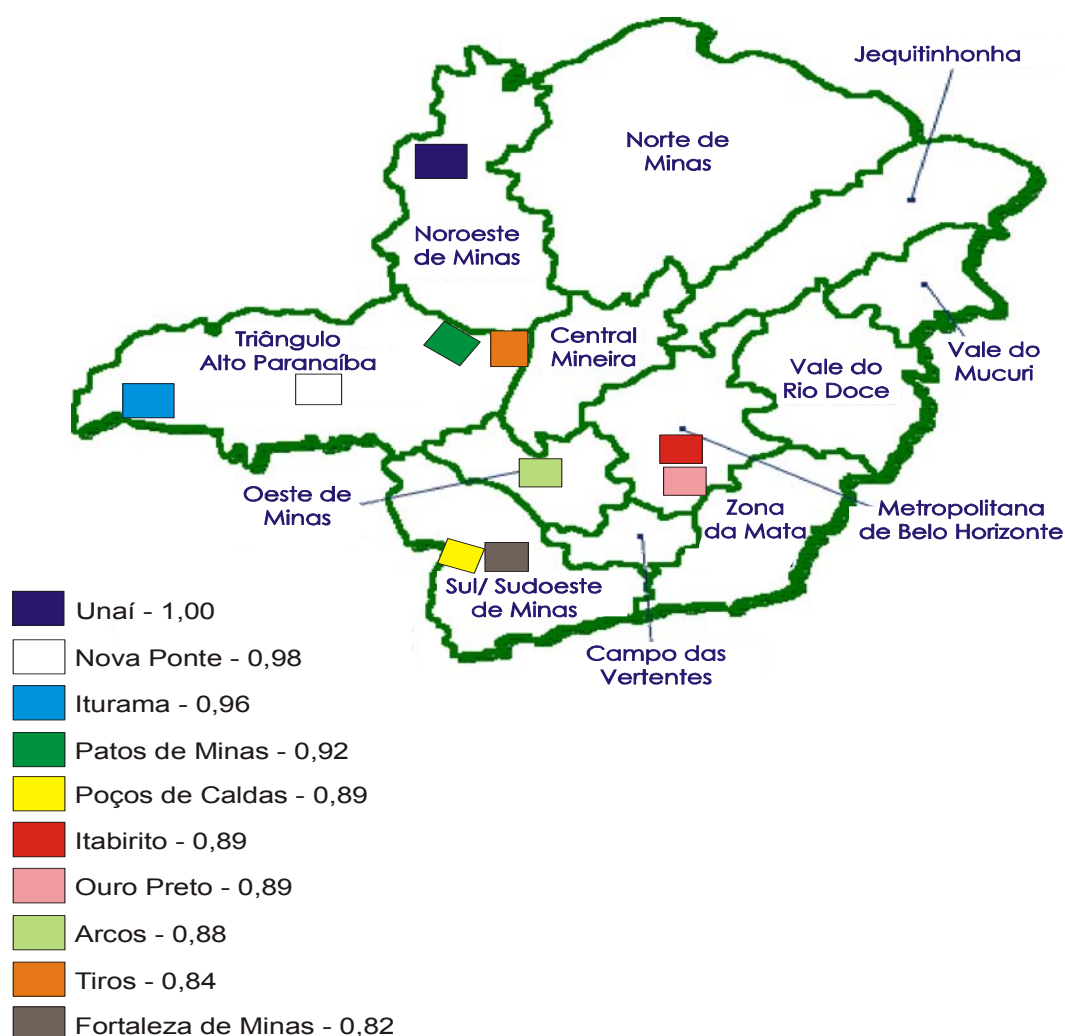 Jequitinhonha
Norte de
Minas
Noroeste
de Minas
Triângulo
Alto Paranaíba
Central
Mineira
Vale do
Mucuri
Vale do
Rio Doce
Oeste de
Minas
Zona
da Mata
Metropolitana
de Belo Horizonte
Sul/ Sudoeste
de Minas
Campo das
Vertentes
Unaí - 1,00
Nova Ponte - 0,98
Iturama - 0,96
Patos de Minas - 0,92
Poços de Caldas - 0,89
Itabirito - 0,89
Ouro Preto - 0,89
Arcos - 0,88
Tiros - 0,84
Fortaleza de Minas - 0,82